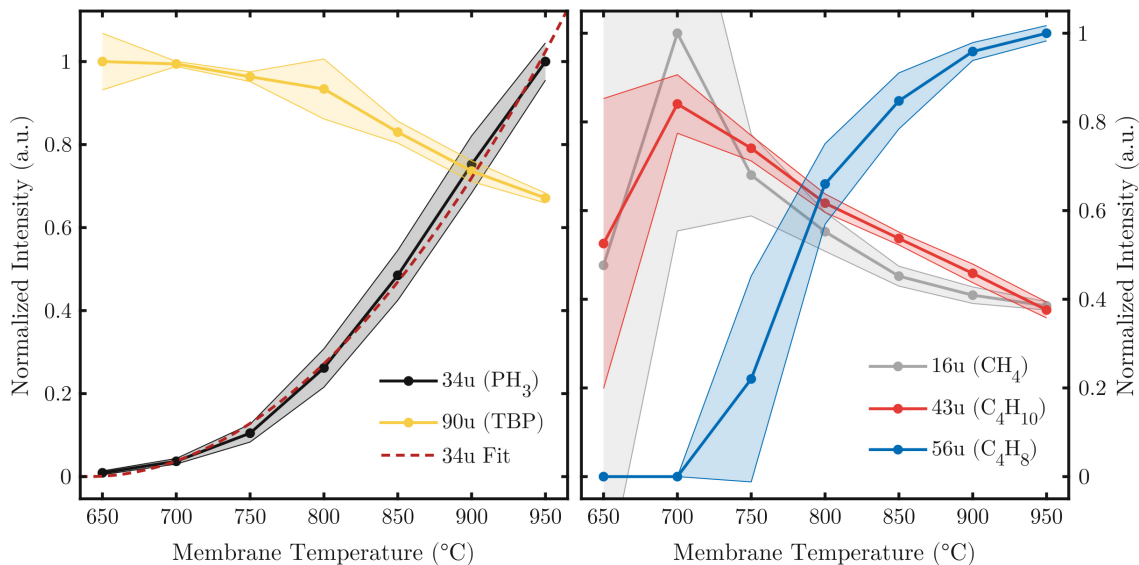 Normalized Intensity (a.u.)
1
0.8
0.6
0.4
0.2
0
34u (PH3)
90u (TBP)
34u Fit
650 700 750 800 850 900 950
Membrane Temperature (°C)
16u (CH4)
43u (C4H10)
56u (C4H8)
650 700 750 800 850 900 950
Membrane Temperature (°C)
1
0.8
0.6
0.4
0.2
0
Normalized Intensity (a.u.)